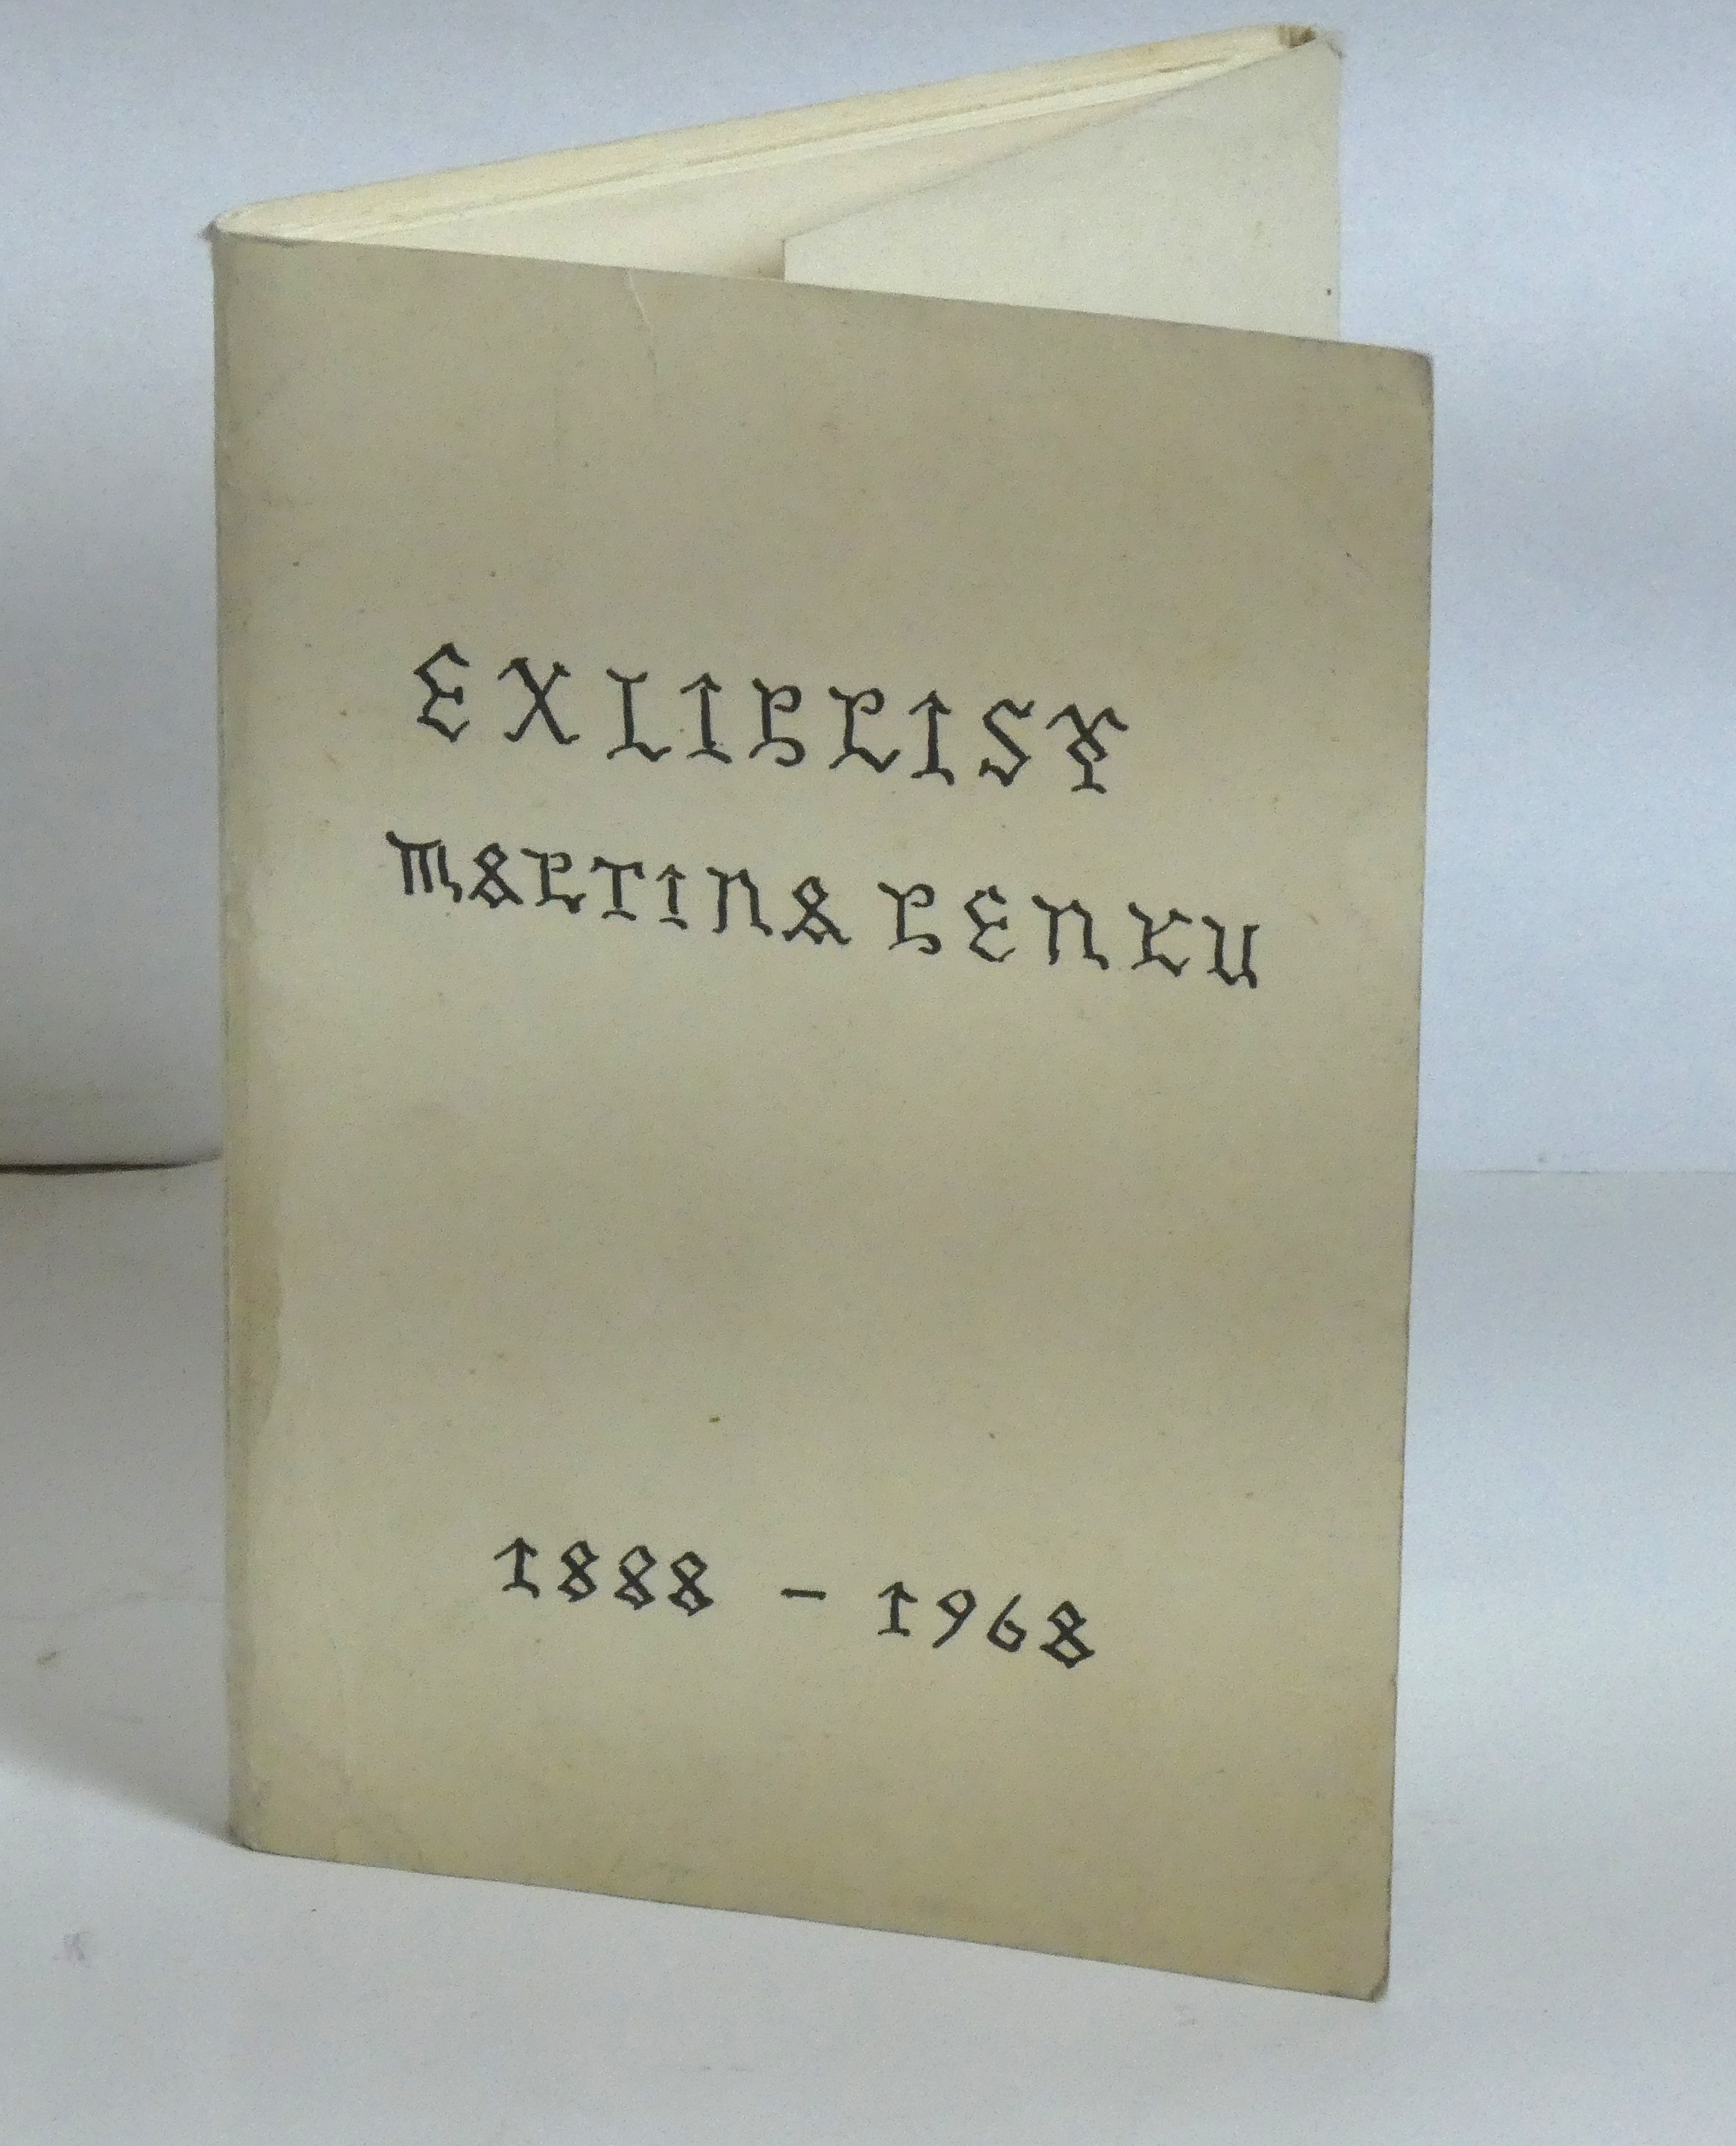 EXLIBRISY
MARTINA BENKU
1888 – 1968